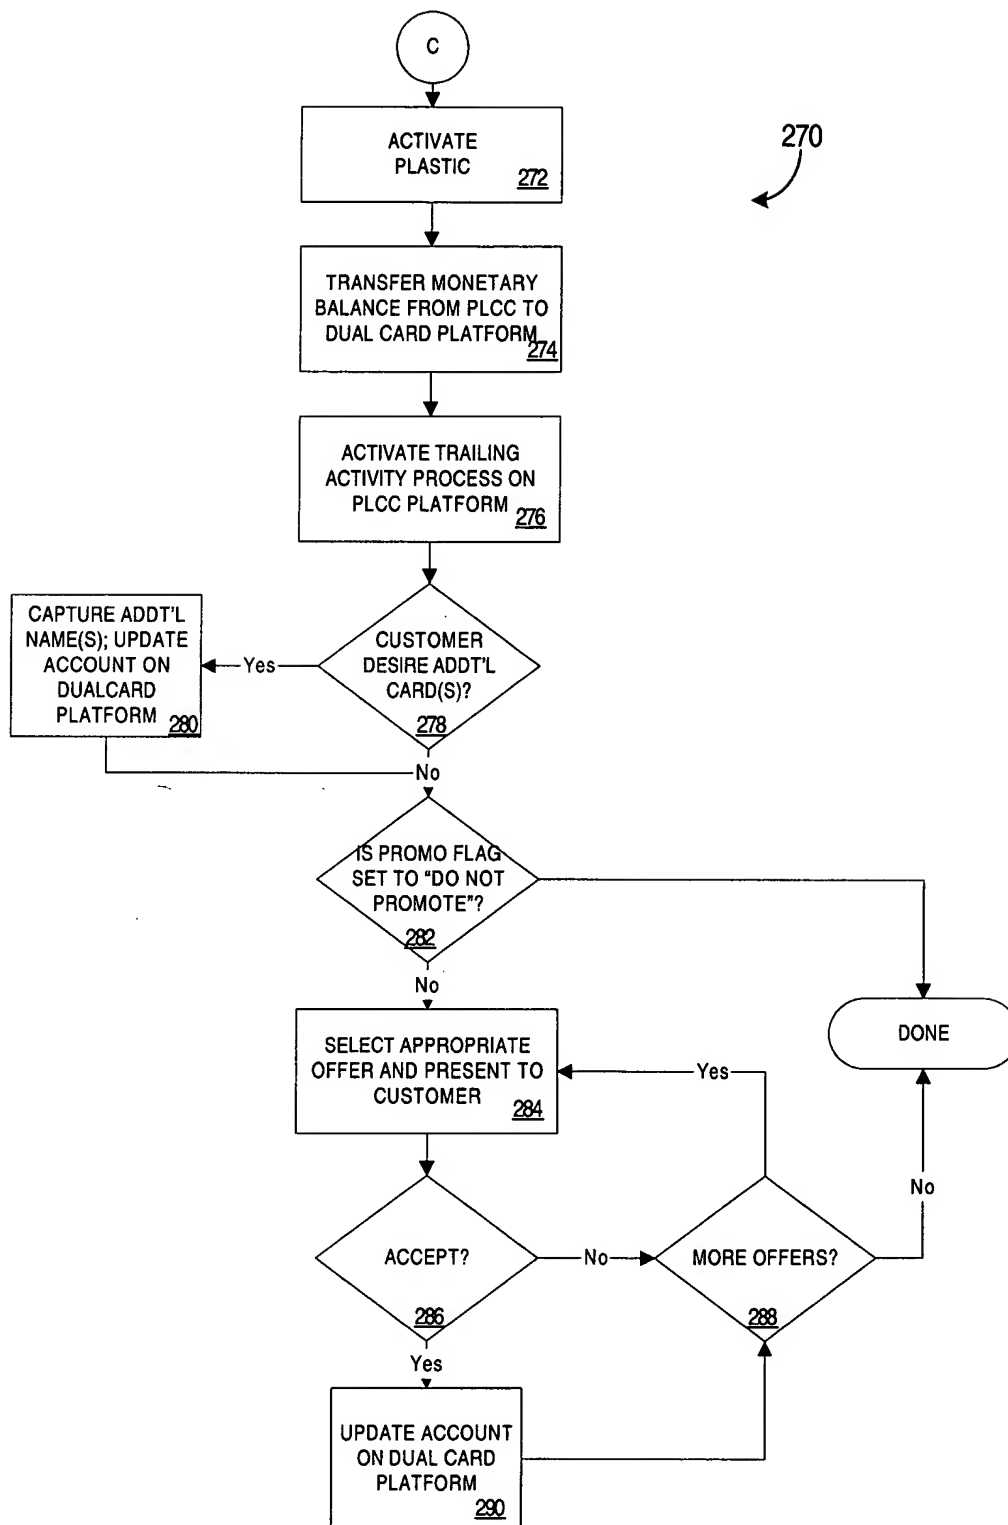 C
ACTIVATE
PLASTIC
272
270
TRANSFER MONETARY
BALANCE FROM PLCC TO
DUAL CARD PLATFORM
274
ACTIVATE TRAILING
ACTIVITY PROCESS ON
PLCC PLATFORM
276
CAPTURE ADDT'L
NAME(S); UPDATE
ACCOUNT ON
DUALCARD
PLATFORM
280
Yes
CUSTOMER
DESIRE ADDT'L
CARD(S)?
278
No
IS PROMO FLAG
SET TO “DO NOT
PROMOTE”?
282
No
DONE
SELECT APPROPRIATE
OFFER AND PRESENT TO
CUSTOMER
284
Yes
No
ACCEPT?
286
No
MORE OFFERS?
288
Yes
UPDATE ACCOUNT
ON DUAL CARD
PLATFORM
290